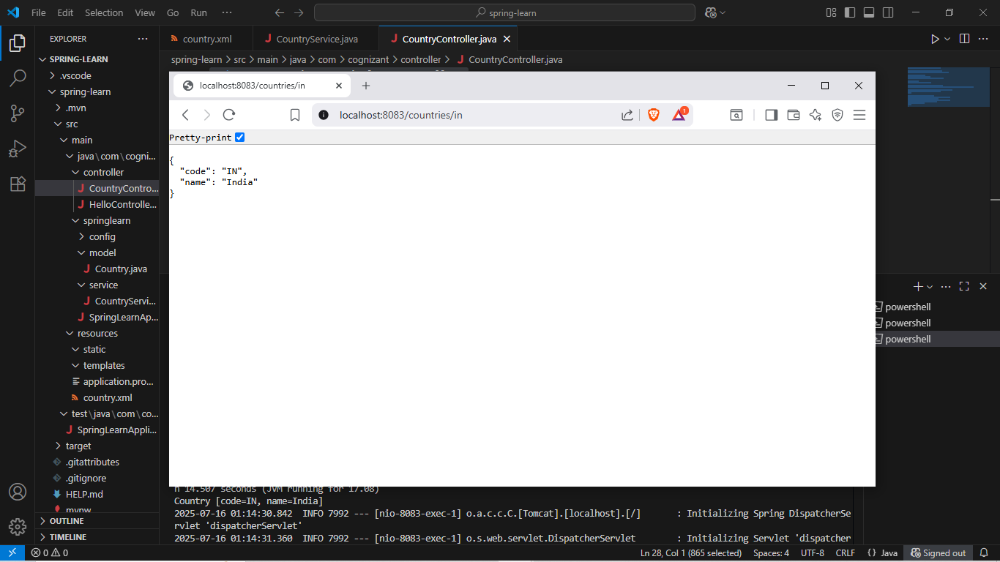 File Edit Selection View Go Run ··· spring-learn
EXPLORER ···
SPRING-LEARN
.vscode
spring-learn
.mvn
src
main
java\com\cogni...
controller
CountryContro...
HelloControlle...
springlearn
config
model
Country.java
service
CountryServi...
SpringLearnAp...
resources
static
templates
application.pro...
country.xml
test\java\com\co...
SpringLearnAppli...
target
.gitattributes
.gitignore
HELP.md
mvnw
OUTLINE
TIMELINE
country.xml CountryService.java CountryController.java
spring-learn > src > main > java > com > cognizant > controller > CountryController.java
localhost:8083/countries/in
localhost:8083/countries/in 1
Pretty-print
{
"code": "IN",
"name": "India"
}
powershell
powershell
powershell
n 14.507 seconds (JVM running for 17.08)
Country [code=IN, name=India]
2025-07-16 01:14:30.842 INFO 7992 --- [nio-8083-exec-1] o.a.c.c.C.[Tomcat].[localhost].[/] : Initializing Spring DispatcherSe
rvlet 'dispatcherServlet'
2025-07-16 01:14:31.360 INFO 7992 --- [nio-8083-exec-1] o.s.web.servlet.DispatcherServlet : Initializing Servlet 'dispatcher
0 0 Ln 28, Col 1 (865 selected) Spaces: 4 UTF-8 CRLF {} Java Signed out